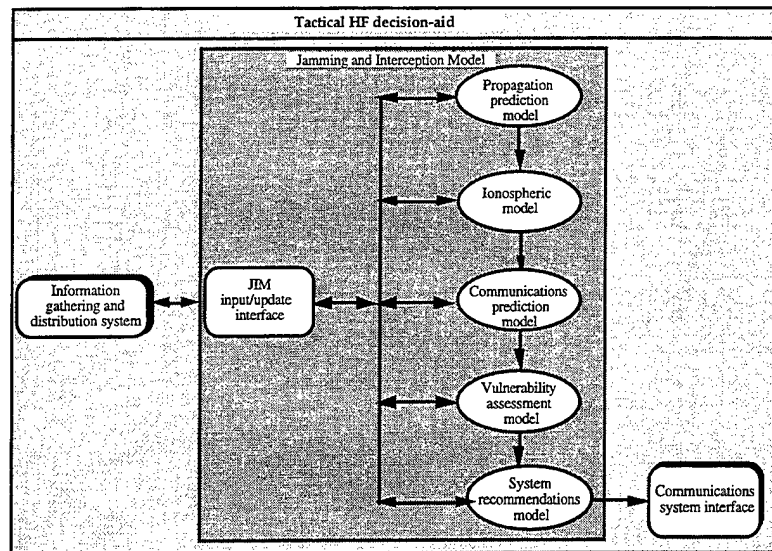 Tactical HF decision-aid
Jamming and Interception Model
Propagation
prediction
model
Ionospheric
model
Information
gathering and
distribution system
JIM
input/update
interface
Communications
prediction
model
Vulnerability
assessment
model
System
recommendations
model
Communications
system interface